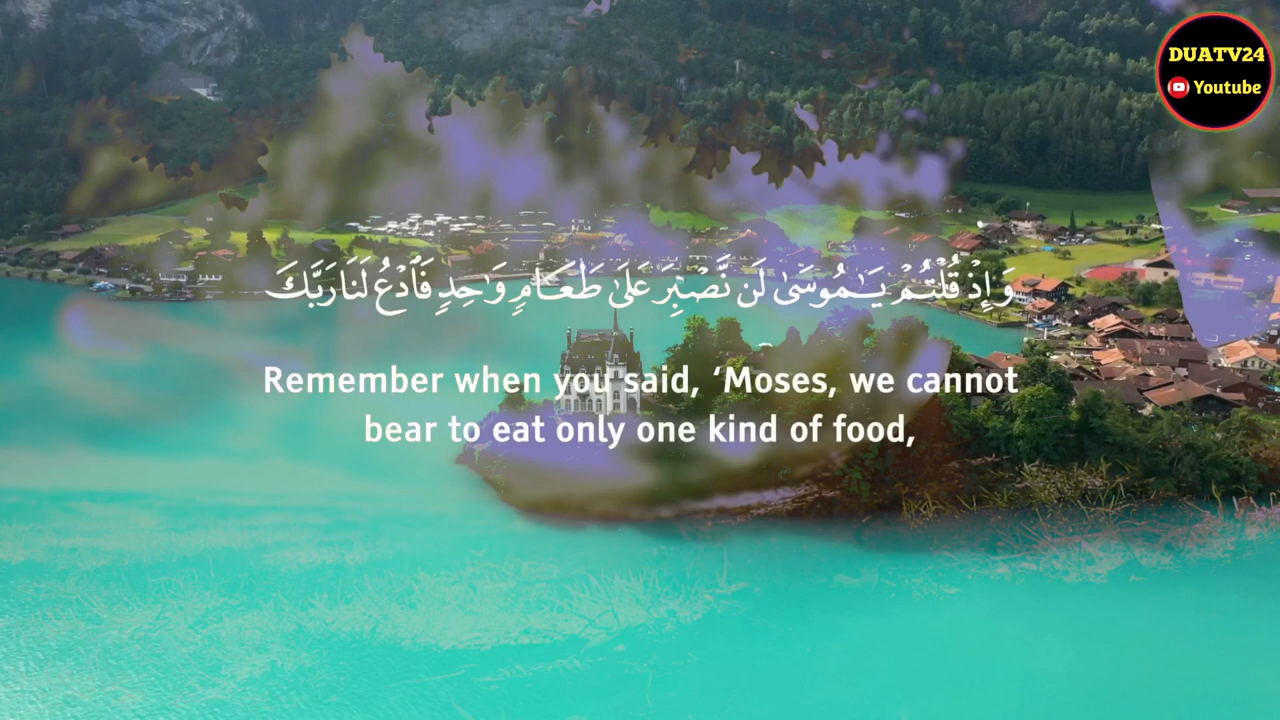 DUATV24
Youtube
وَإِذْ قُلْتُمْ يَـٰمُوسَىٰ لَن نَّصْبِرَ عَلَىٰ طَعَامٍ وَٰحِدٍ فَٱدْعُ لَنَا رَبَّكَ
Remember when you said, ‘Moses, we cannot
bear to eat only one kind of food,